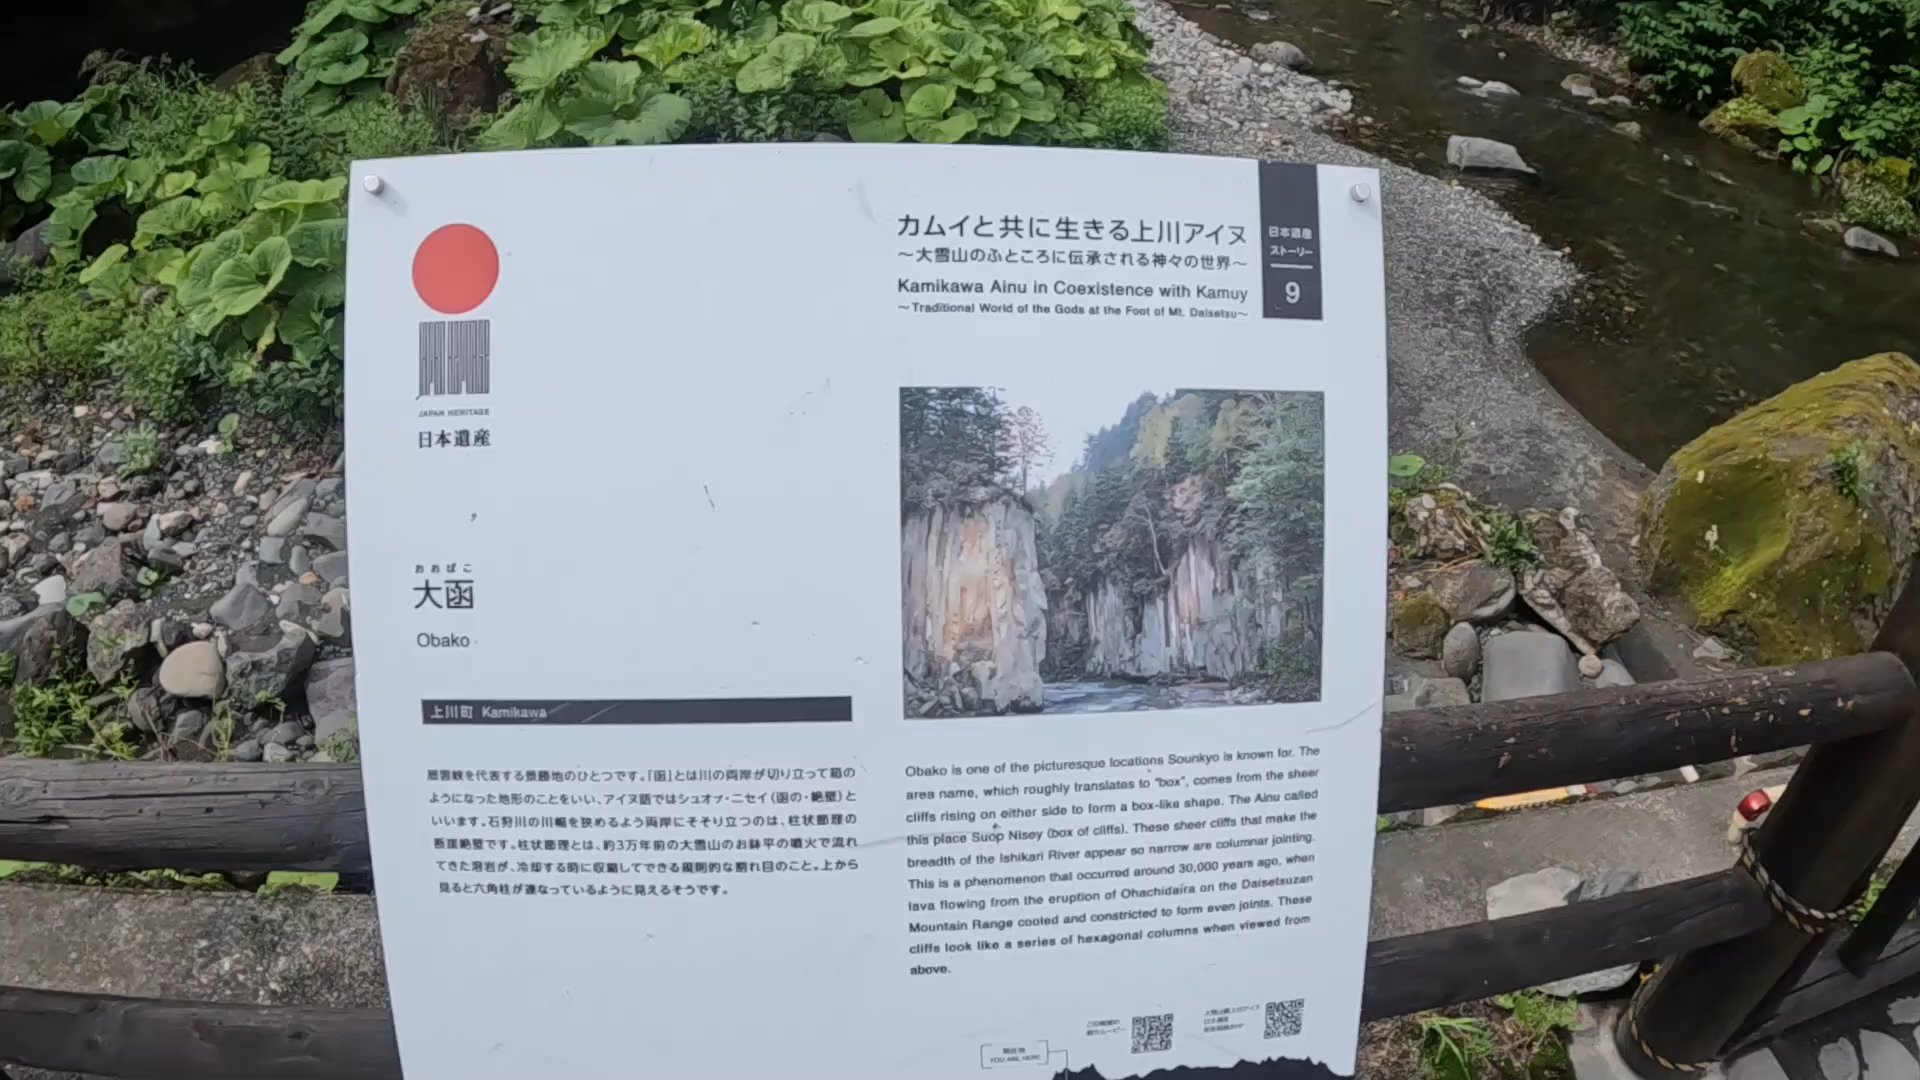 カムイと共に生きる上川アイヌ
～大雪山のふところに伝承される神々の世界～
Kamikawa Ainu in Coexistence with Kamuy
～Traditional World of the Gods at the Foot of Mt. Daisetsu～
日本遺産
ストーリー
9
JAPAN HERITAGE
日本遺産
おおばこ
大函
Obako
上川町 Kamikawa
層雲峡を代表する景勝地のひとつです。「函」とは川の両岸が切り立って箱の
ようになった地形のことをいい、アイヌ語ではシュオプ・ニセイ（函の・絶壁）と
いいます。石狩川の川幅を狭めるよう両岸にそそり立つのは、柱状節理の
断崖絶壁です。柱状節理とは、約3万年前の大雪山のお鉢平の噴火で流れ
てきた溶岩が、冷却する時に収縮してできる規則的な割れ目のこと。上から
見ると六角柱が連なっているように見えるそうです。
Obako is one of the picturesque locations Sounkyo is known for. The
area name, which roughly translates to "box", comes from the sheer
cliffs rising on either side to form a box-like shape. The Ainu called
this place Suop Nisey (box of cliffs). These sheer cliffs that make the
breadth of the Ishikari River appear so narrow are columnar jointing.
This is a phenomenon that occurred around 30,000 years ago, when
lava flowing from the eruption of Ohachidaira on the Daisetsuzan
Mountain Range cooled and constricted to form even joints. These
cliffs look like a series of hexagonal columns when viewed from
above.
現在地
YOU ARE HERE